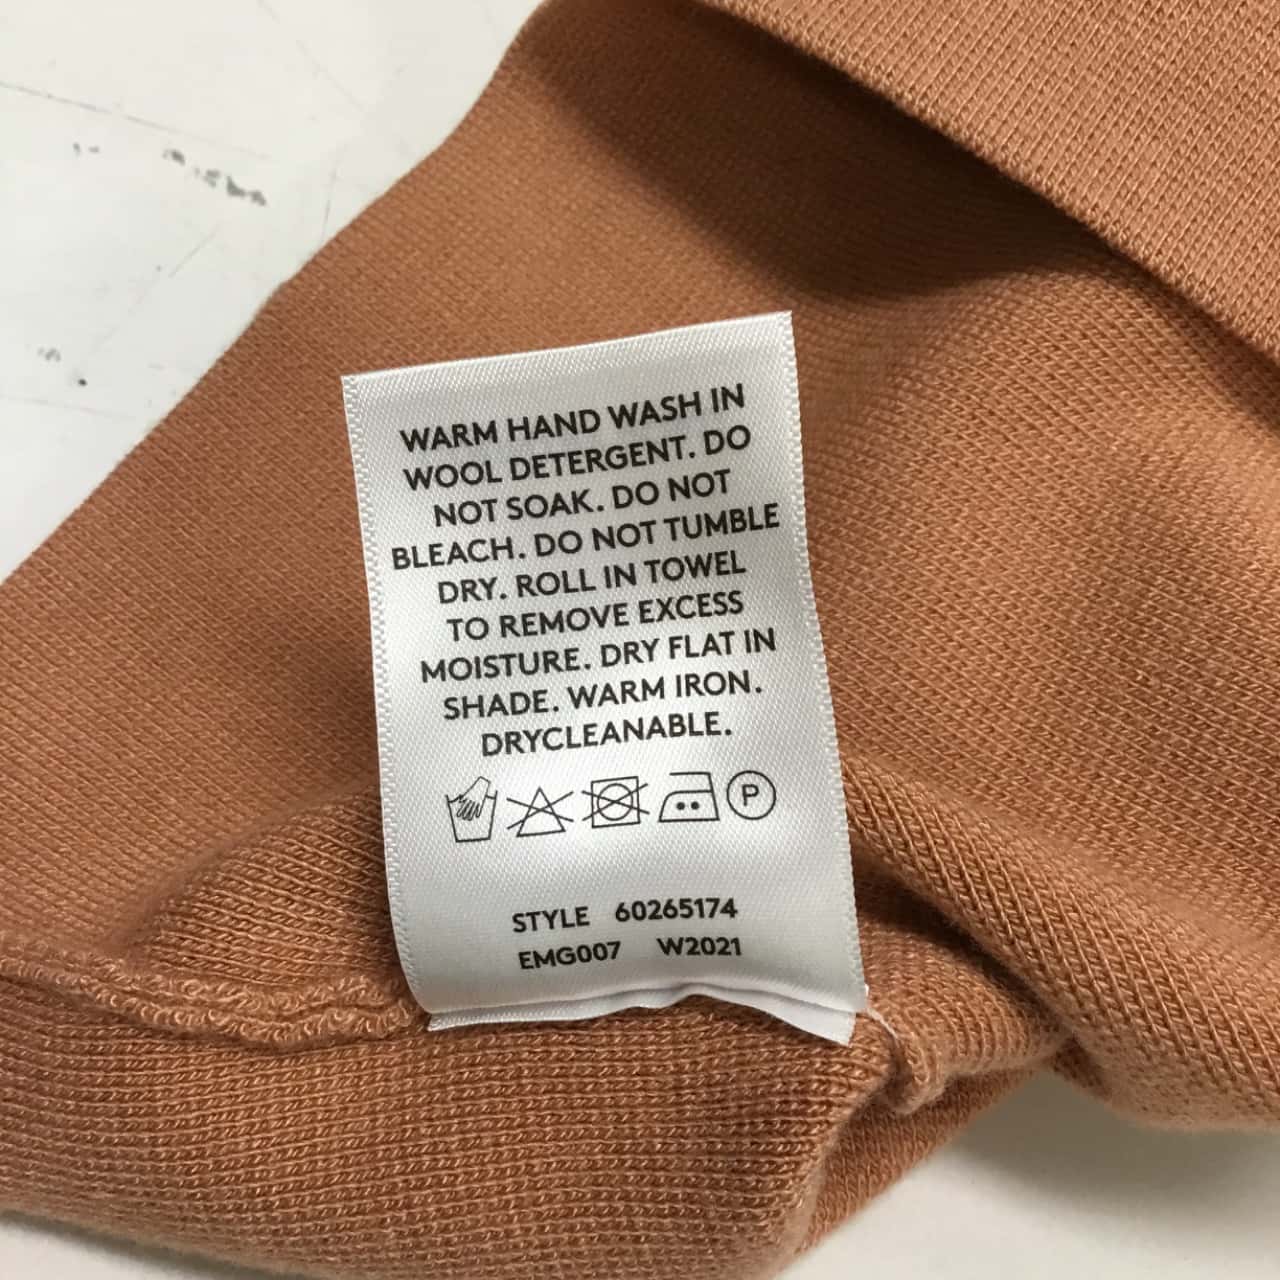 WARM HAND WASH IN
WOOL DETERGENT. DO
NOT SOAK. DO NOT
BLEACH. DO NOT TUMBLE
DRY. ROLL IN TOWEL
TO REMOVE EXCESS
MOISTURE. DRY FLAT IN
SHADE. WARM IRON.
DRYCLEANABLE.
P
STYLE 60265174
EMG007 W2021